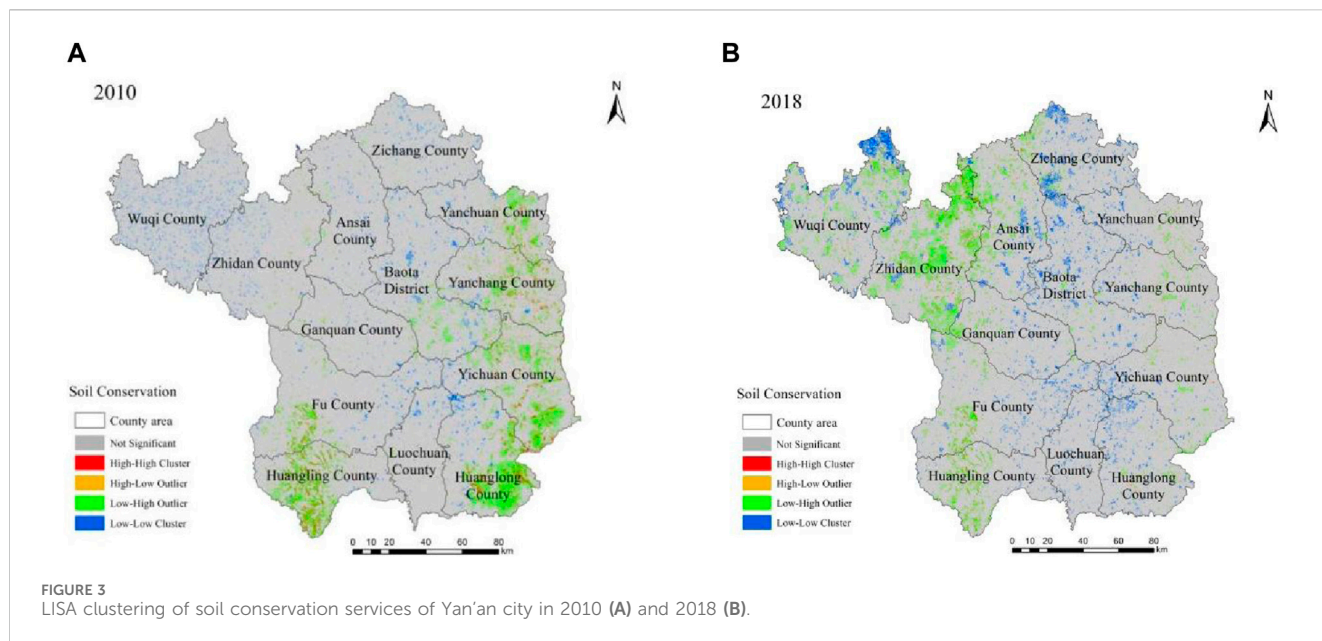 A
2010
N
Zichang County
Wuqi County
Yanchuan County
Ansai
County
Zhidan County
Baota
District
Yanchang County
Ganquan County
Yichuan County
Soil Conservation
Fu County
County area
Not Significant
High-High Cluster
Luochuan
County
High-Low Outlier
Huangling County
Huanglong
County
Low-High Outlier
Low-Low Cluster
0 10 20 40 60 80
km
B
2018
N
Zichang County
Wuqi County
Yanchuan County
Ansai
County
Zhidan County
Baota
District
Yanchang County
Ganquan County
Yichuan County
Soil Conservation
Fu County
County area
Not Significant
High-High Cluster
Luochuan
County
High-Low Outlier
Huangling County
Huanglong
County
Low-High Outlier
Low-Low Cluster
0 10 20 40 60 80
km
FIGURE 3
LISA clustering of soil conservation services of Yan’an city in 2010 (A) and 2018 (B).